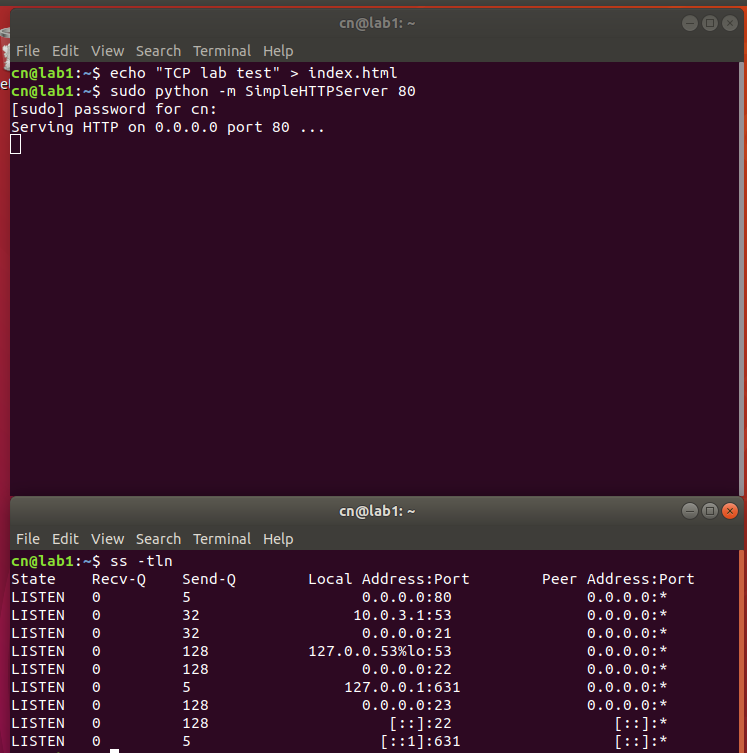 cn@lab1: ~
File Edit View Search Terminal Help
cn@lab1:~$ echo "TCP lab test" > index.html
cn@lab1:~$ sudo python -m SimpleHTTPServer 80
[sudo] password for cn:
Serving HTTP on 0.0.0.0 port 80 ...
cn@lab1: ~
File Edit View Search Terminal Help
cn@lab1:~$ ss -tln
State Recv-Q Send-Q Local Address:Port Peer Address:Port
LISTEN 0 5 0.0.0.0:80 0.0.0.0:*
LISTEN 0 32 10.0.3.1:53 0.0.0.0:*
LISTEN 0 32 0.0.0.0:21 0.0.0.0:*
LISTEN 0 128 127.0.0.53%lo:53 0.0.0.0:*
LISTEN 0 128 0.0.0.0:22 0.0.0.0:*
LISTEN 0 5 127.0.0.1:631 0.0.0.0:*
LISTEN 0 128 0.0.0.0:23 0.0.0.0:*
LISTEN 0 128 [::]:22 [::]:*
LISTEN 0 5 [::1]:631 [::]:*